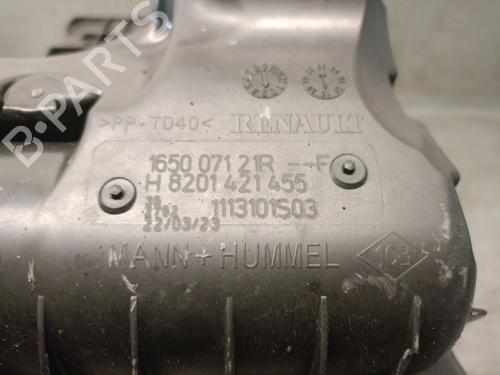 B-PARTS
>PP-TD40<
RENAULT
1650 071 21R --F
H 8201 421 455
1113101S03
22/03/23
MANN+HUMMEL